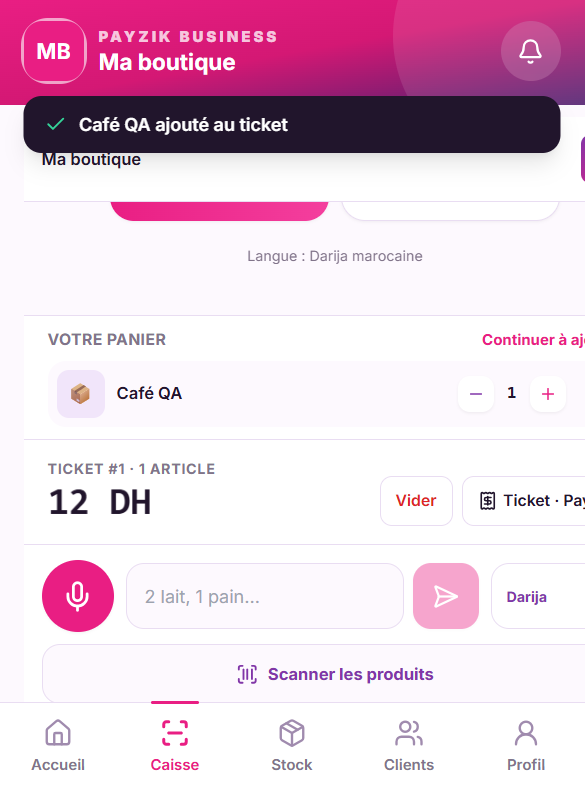 MB
PAYZIK BUSINESS
Ma boutique
Café QA ajouté au ticket
Ma boutique
Langue : Darija marocaine
VOTRE PANIER
Continuer à aj
Café QA
1
TICKET #1 · 1 ARTICLE
12 DH
Vider
Ticket · Pay
2 lait, 1 pain...
Darija
Scanner les produits
Accueil
Caisse
Stock
Clients
Profil